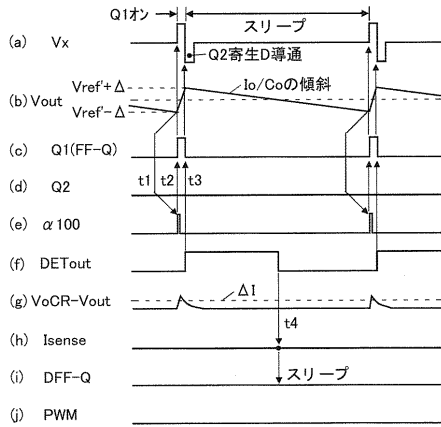 Q1オン
スリープ
(a) Vx
Q2寄生D導通
Vref'+Δ
(b) Vout
Io/Coの傾斜
Vref'−Δ
(c) Q1(FF-Q)
t1 t2 t3
(d) Q2
(e) α100
(f) DETout
(g) VoCR-Vout
ΔI
t4
(h) Isense
(i) DFF-Q
スリープ
(j) PWM